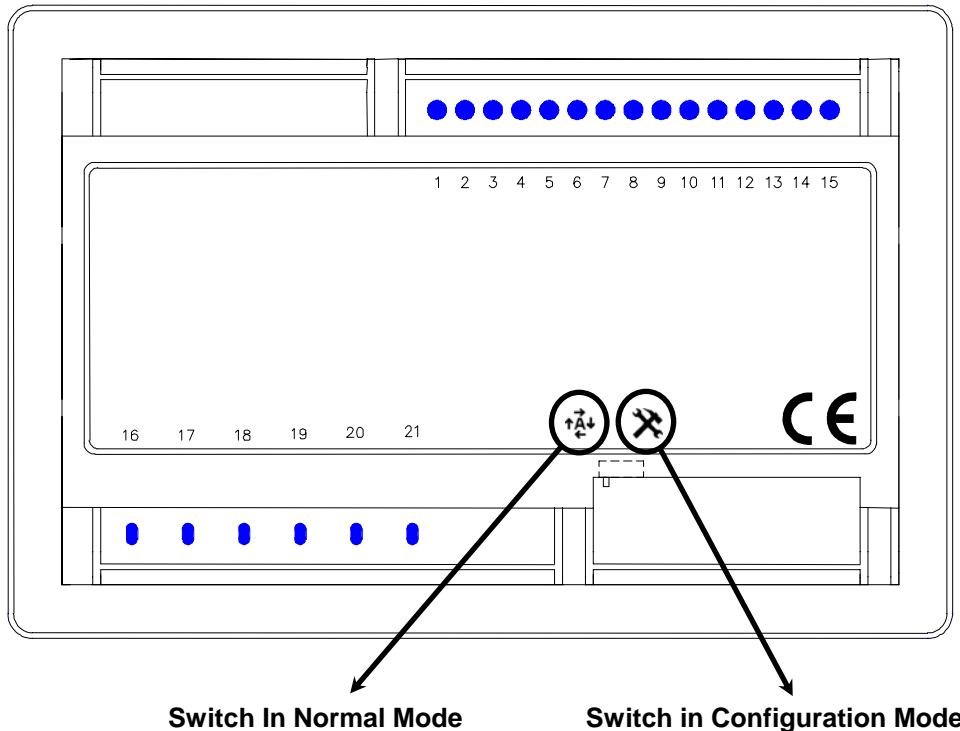 1 2 3 4 5 6 7 8 9 10 11 12 13 14 15
A
CE
16 17 18 19 20 21
Switch In Normal Mode
Switch in Configuration Mode